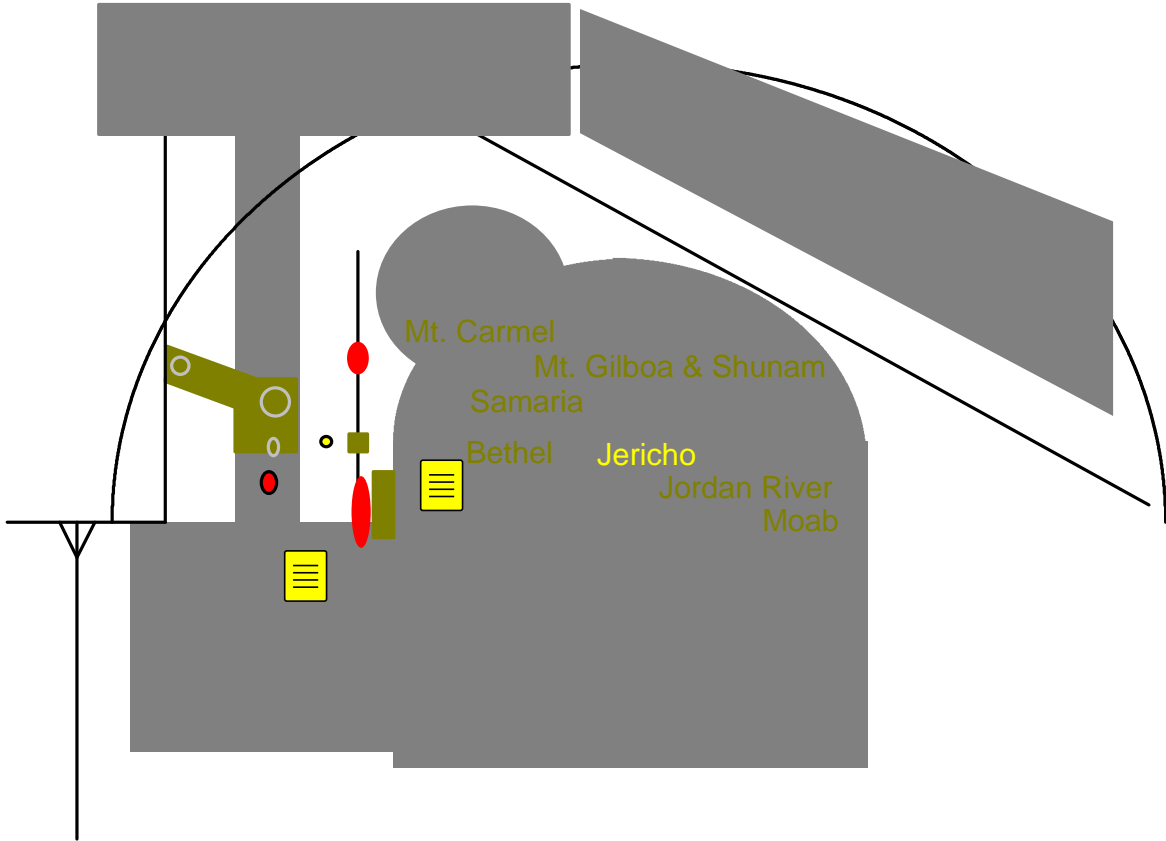 Mt. Carmel
Mt. Gilboa & Shunam
Samaria
Bethel
Jericho
Jordan River
Moab